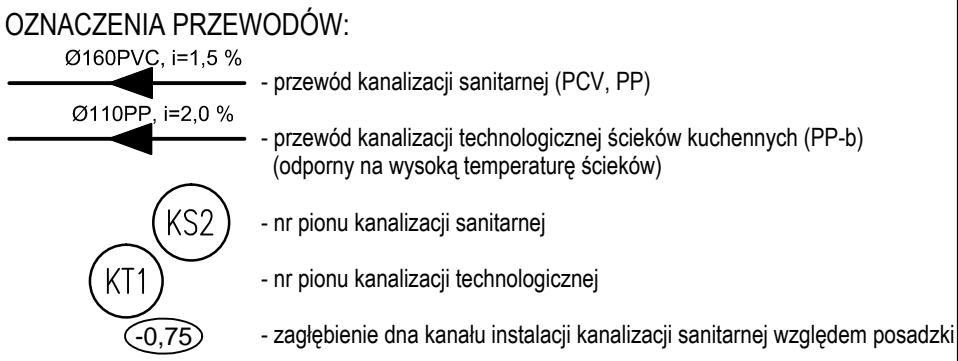 OZNACZENIA PRZEWODÓW:
Ø160PVC, i=1,5 %
- przewód kanalizacji sanitarnej (PCV, PP)
Ø110PP, i=2,0 %
- przewód kanalizacji technologicznej ścieków kuchennych (PP-b)
(odporny na wysoką temperaturę ścieków)
KS2 - nr pionu kanalizacji sanitarnej
KT1 - nr pionu kanalizacji technologicznej
-0,75 - zagłębienie dna kanału instalacji kanalizacji sanitarnej względem posadzki